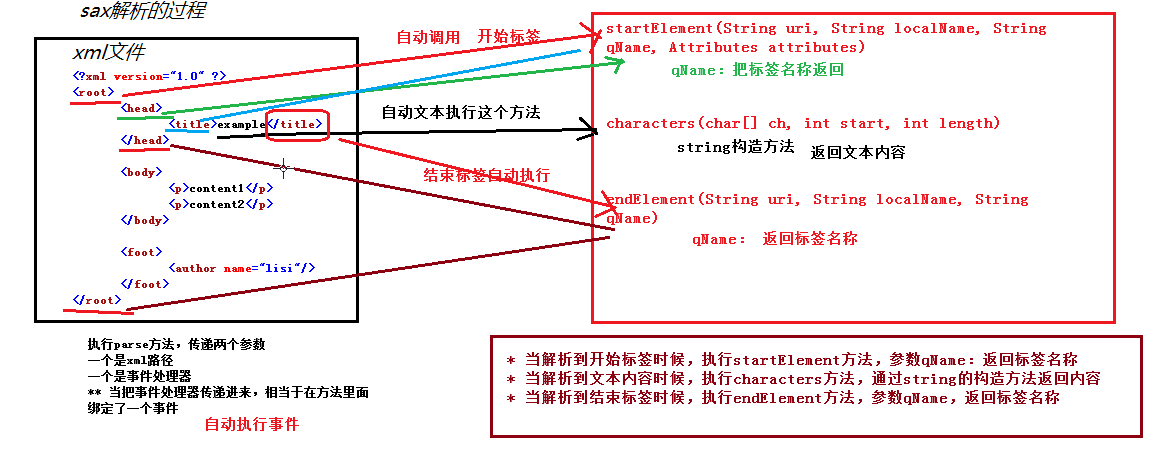 sax解析的过程
xml文件
<?xml version="1.0" ?>
<root>
<head>
<title>example</title>
</head>
<body>
<p>content1</p>
<p>content2</p>
</body>
<foot>
<author name="lisi"/>
</foot>
</root>
自动调用 开始标签
自动文本执行这个方法
结束标签自动执行
startElement(String uri, String localName, String
qName, Attributes attributes)
qName：把标签名称返回
characters(char[] ch, int start, int length)
string构造方法 返回文本内容
endElement(String uri, String localName, String
qName)
qName： 返回标签名称
执行parse方法，传递两个参数
一个是xml路径
一个是事件处理器
** 当把事件处理器传递进来，相当于在方法里面
绑定了一个事件
自动执行事件
* 当解析到开始标签时候，执行startElement方法，参数qName：返回标签名称
* 当解析到文本内容时候，执行characters方法，通过string的构造方法返回内容
* 当解析到结束标签时候，执行endElement方法，参数qName，返回标签名称